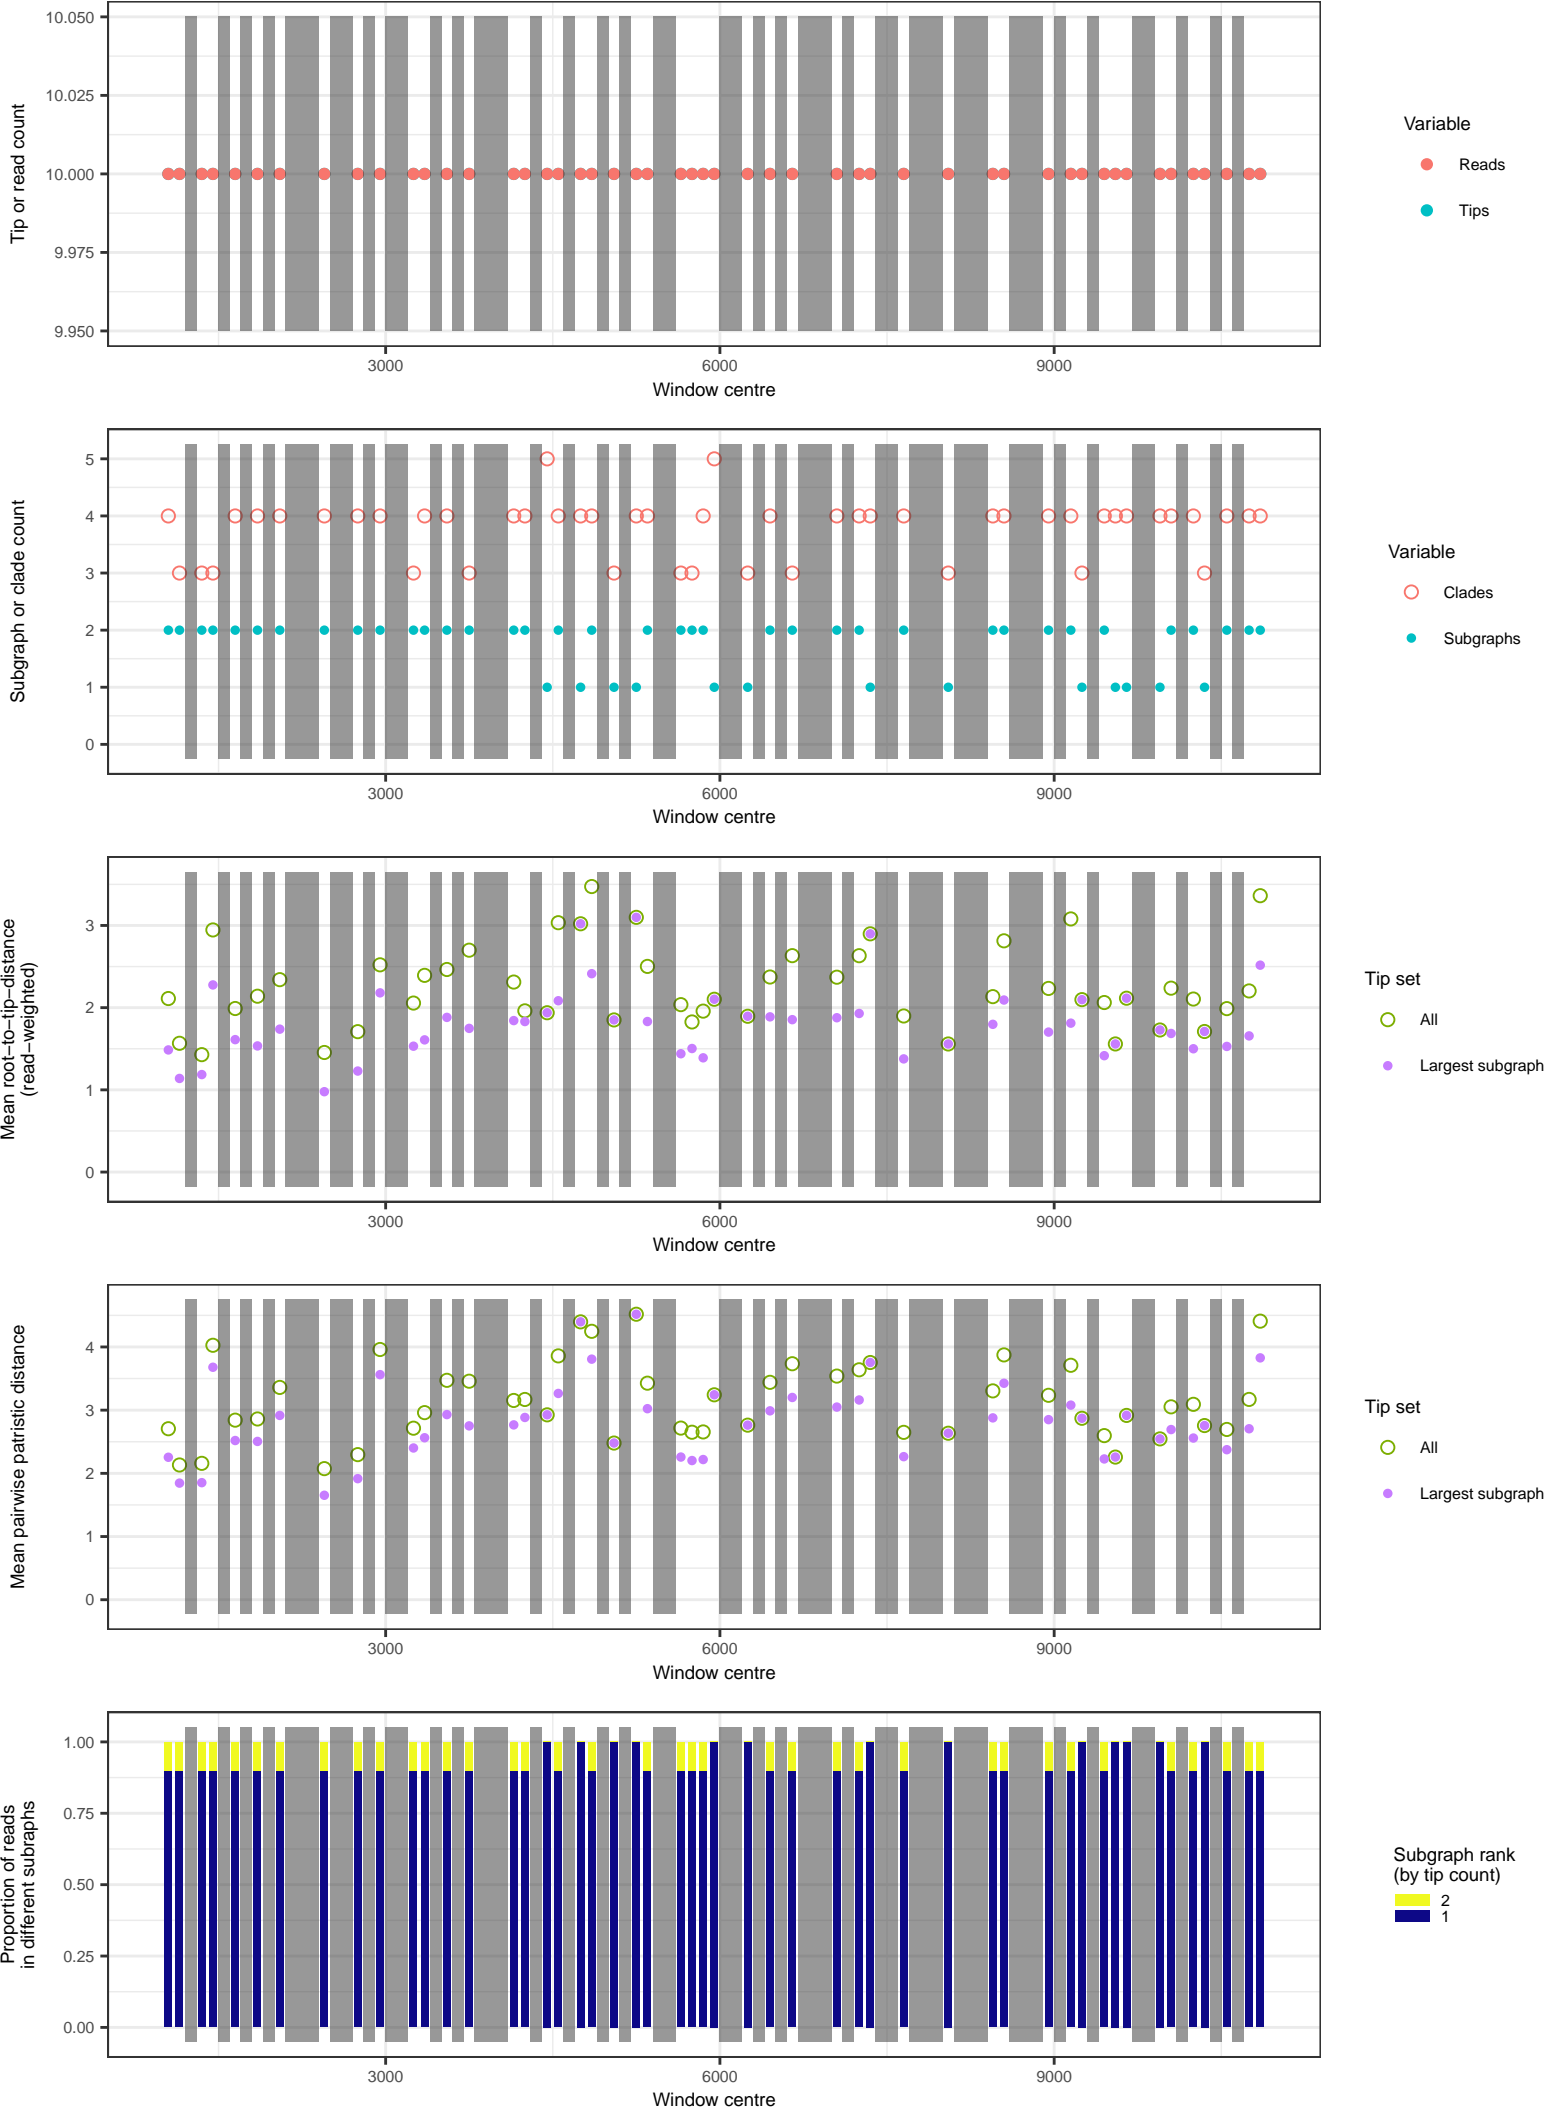 10.050
10.025
10.000
9.975
9.950
Tip or read count
3000 6000 9000
Window centre
Variable
Reads
Tips
5
4
3
2
1
0
Subgraph or clade count
3000 6000 9000
Window centre
Variable
Clades
Subgraphs
3
2
1
0
Mean root−to−tip−distance
(read−weighted)
3000 6000 9000
Window centre
Tip set
All
Largest subgraph
4
3
2
1
0
Mean pairwise patristic distance
3000 6000 9000
Window centre
Tip set
All
Largest subgraph
1.00
0.75
0.50
0.25
0.00
Proportion of reads
in different subraphs
3000 6000 9000
Window centre
Subgraph rank
(by tip count)
2
1